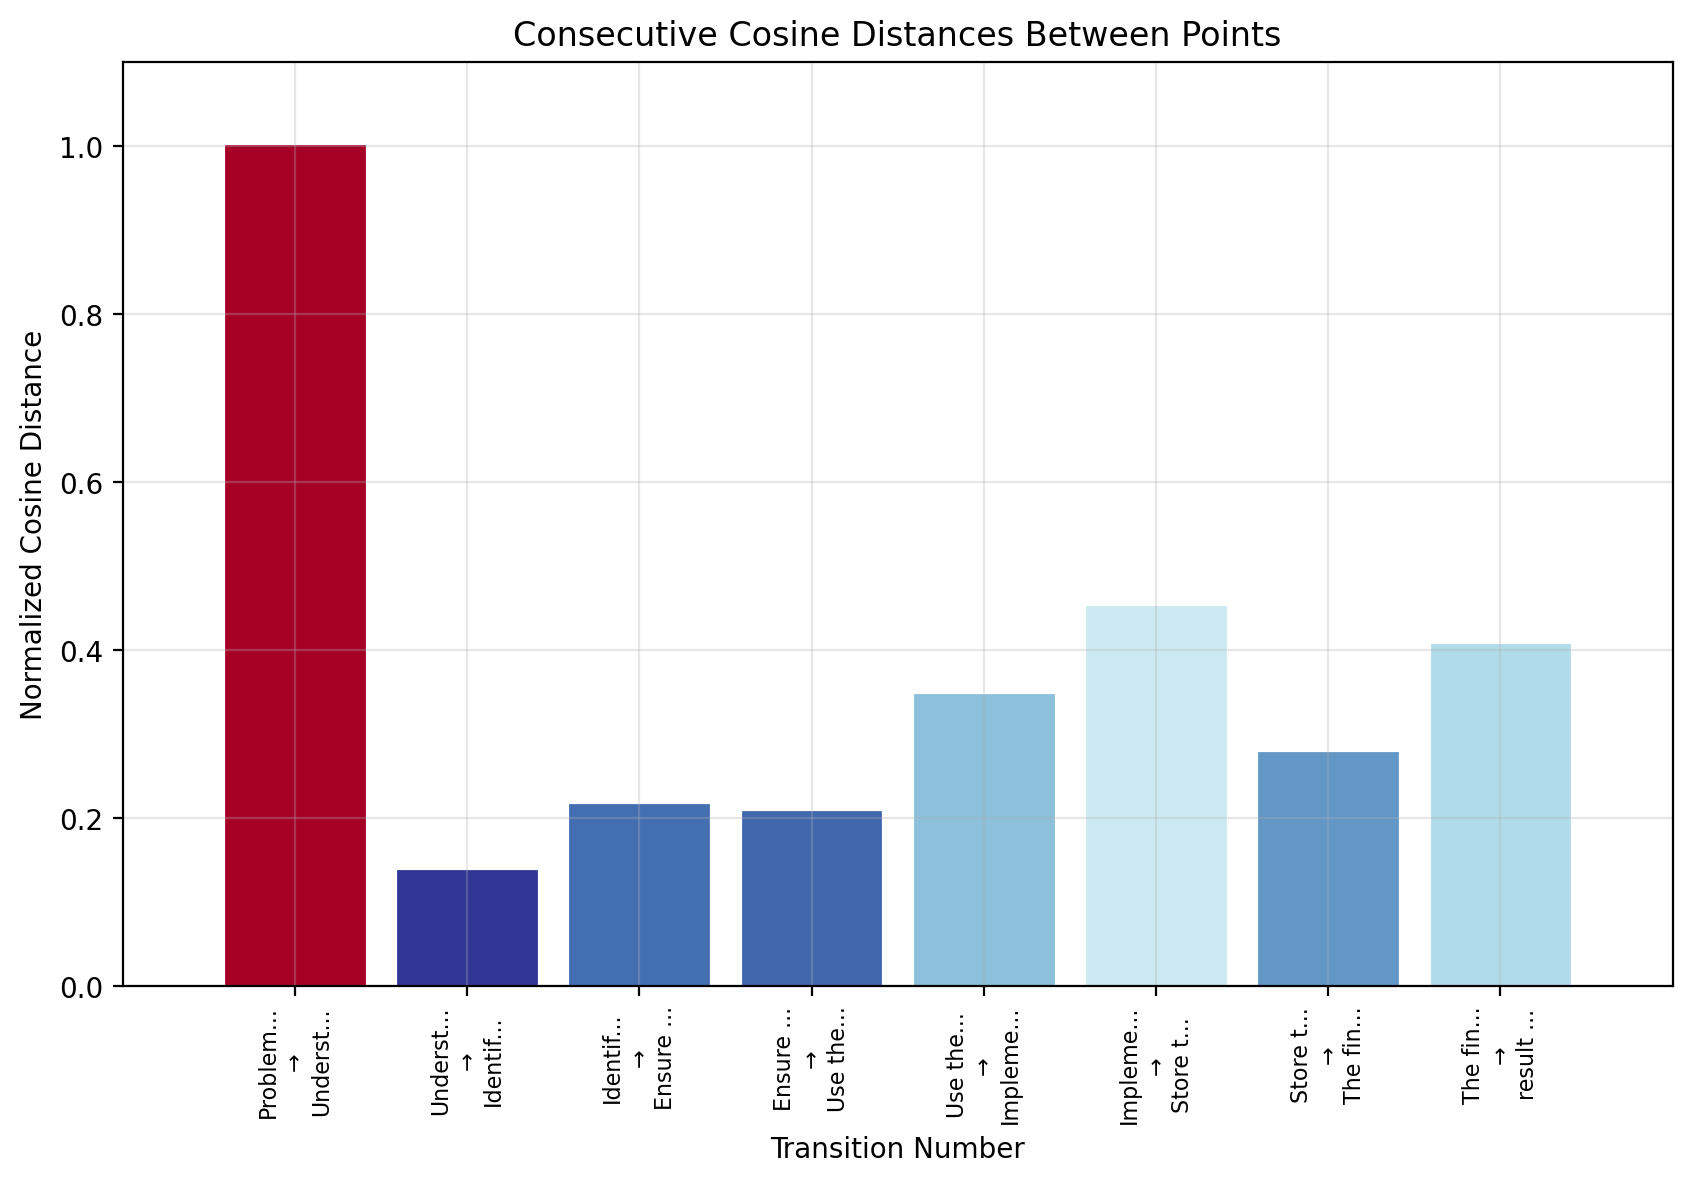 Consecutive Cosine Distances Between Points
Normalized Cosine Distance
1.0
0.8
0.6
0.4
0.2
0.0
Problem...
→
Underst...
Underst...
→
Identif...
Identif...
→
Ensure ...
Ensure ...
→
Use the...
Use the...
→
Impleme...
Impleme...
→
Store t...
Store t...
→
The fin...
The fin...
→
result ...
Transition Number